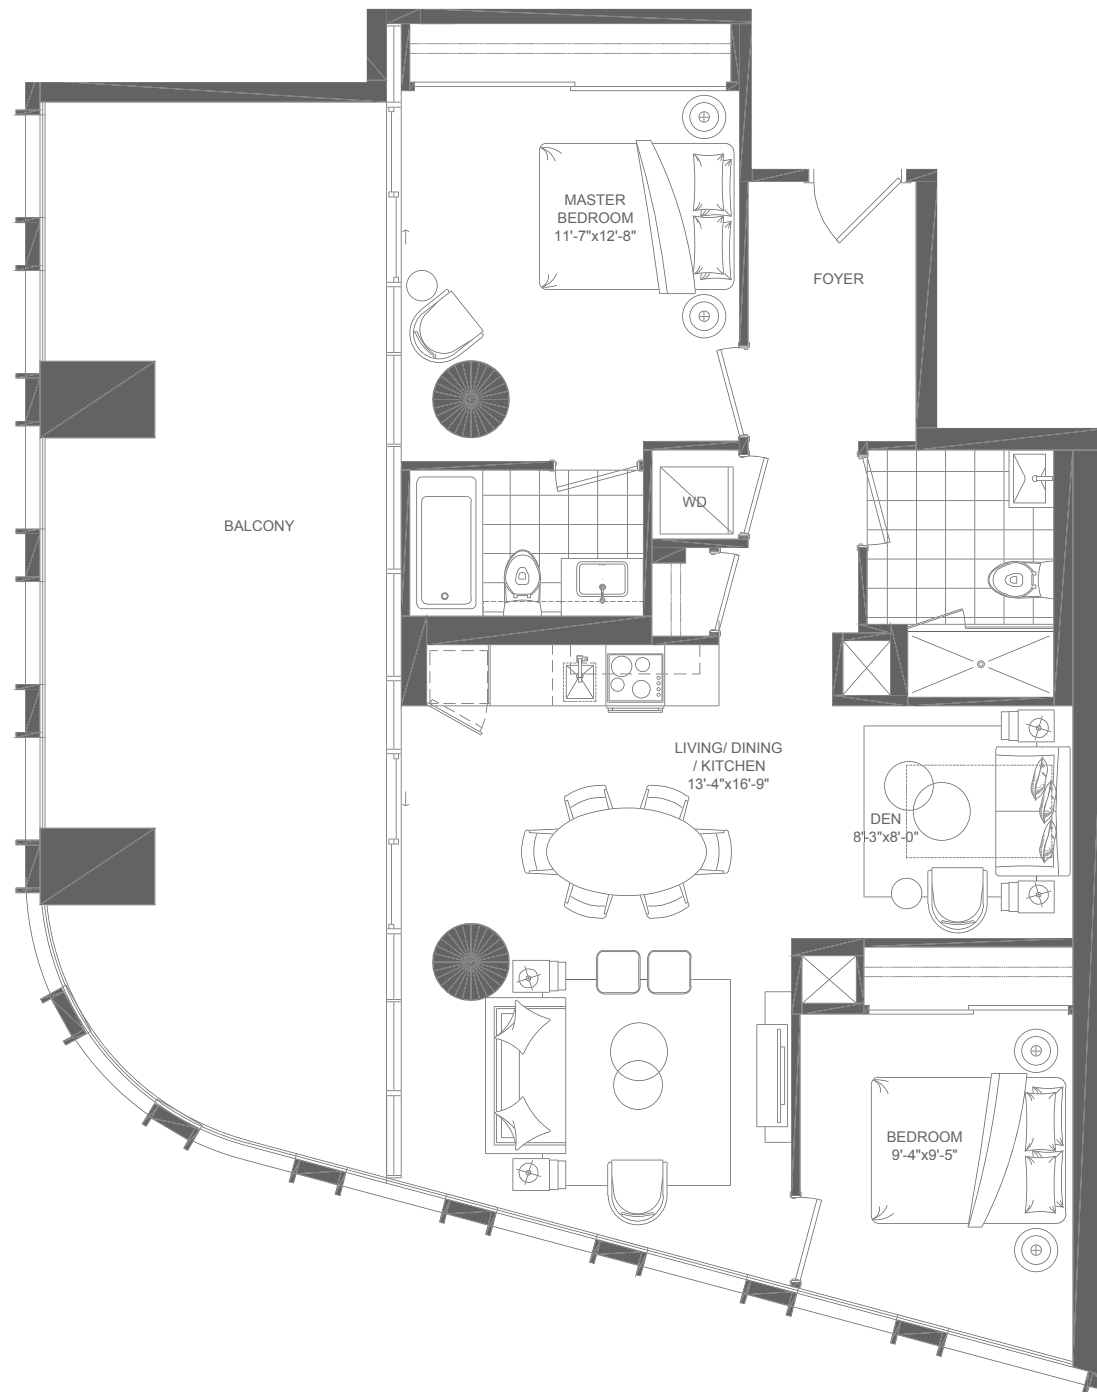 MASTER
BEDROOM
11'-7"x12'-8"
FOYER
WD
BALCONY
LIVING/ DINING
/ KITCHEN
13'-4"x16'-9"
DEN
8'-3"x8'-0"
BEDROOM
9'-4"x9'-5"